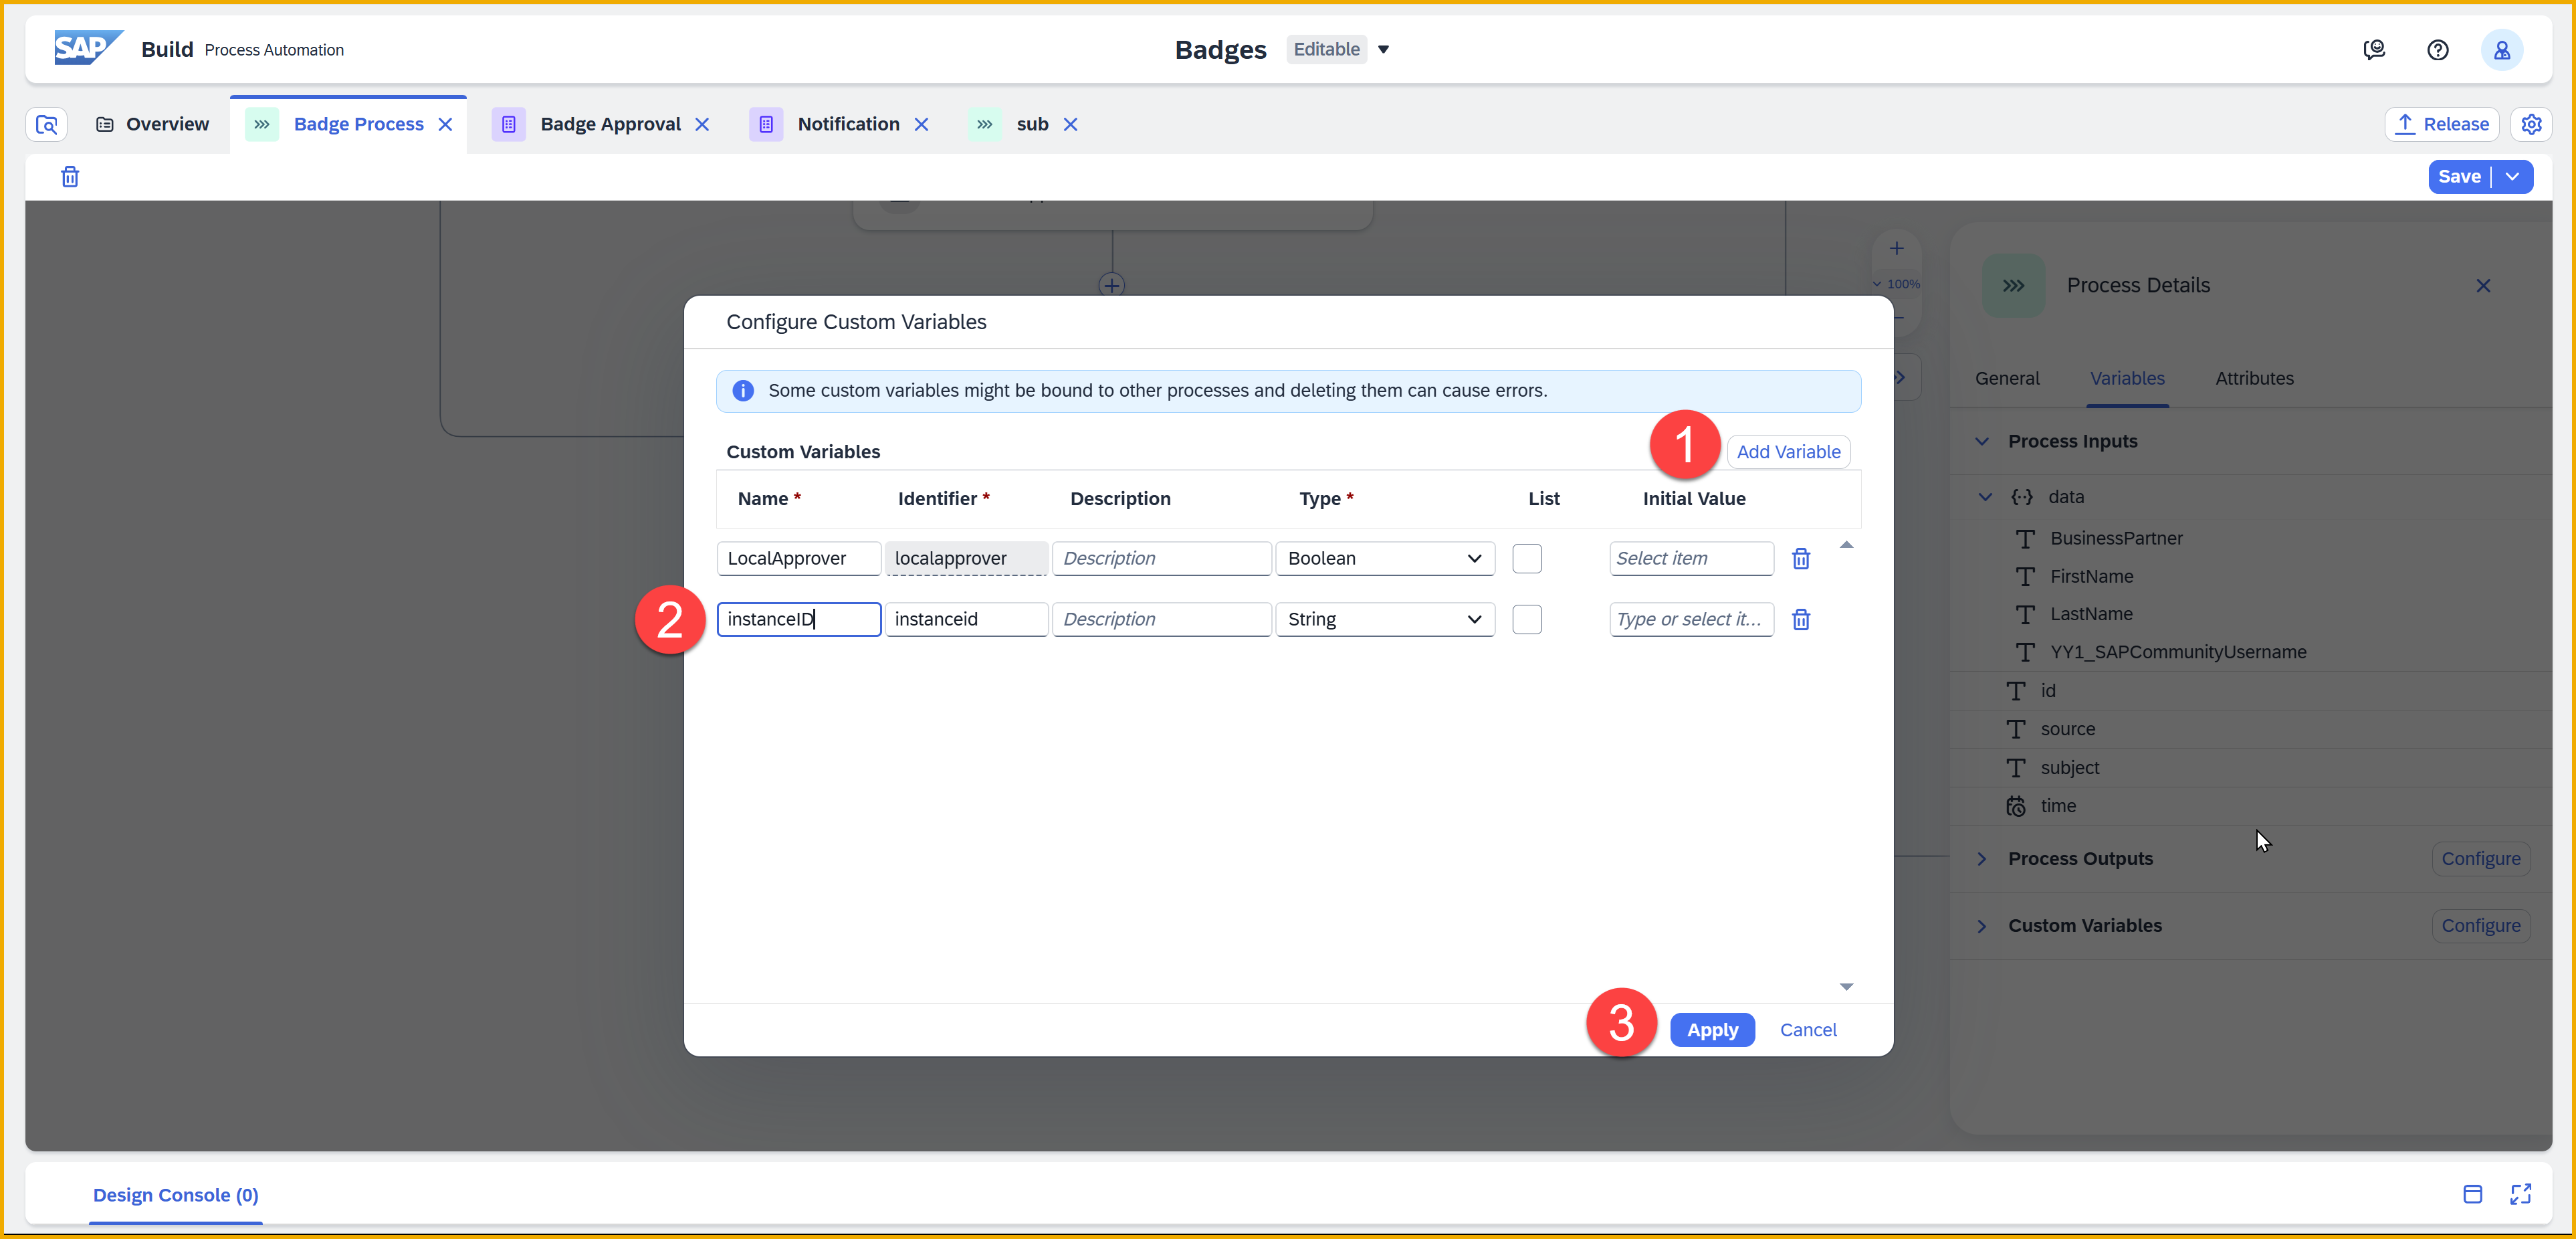 SAP Build Process Automation Badges Editable
Overview Badge Process Badge Approval Notification sub Release
Save
100%
Process Details
General Variables Attributes
Process Inputs
data
BusinessPartner
FirstName
LastName
YY1_SAPCommunityUsername
id
source
subject
time
Process Outputs Configure
Custom Variables Configure
Configure Custom Variables
Some custom variables might be bound to other processes and deleting them can cause errors.
Custom Variables 1 Add Variable
Name * Identifier * Description Type * List Initial Value
LocalApprover localapprover Description Boolean Select item
2 instanceID instanceid Description String Type or select it...
3 Apply Cancel
Design Console (0)